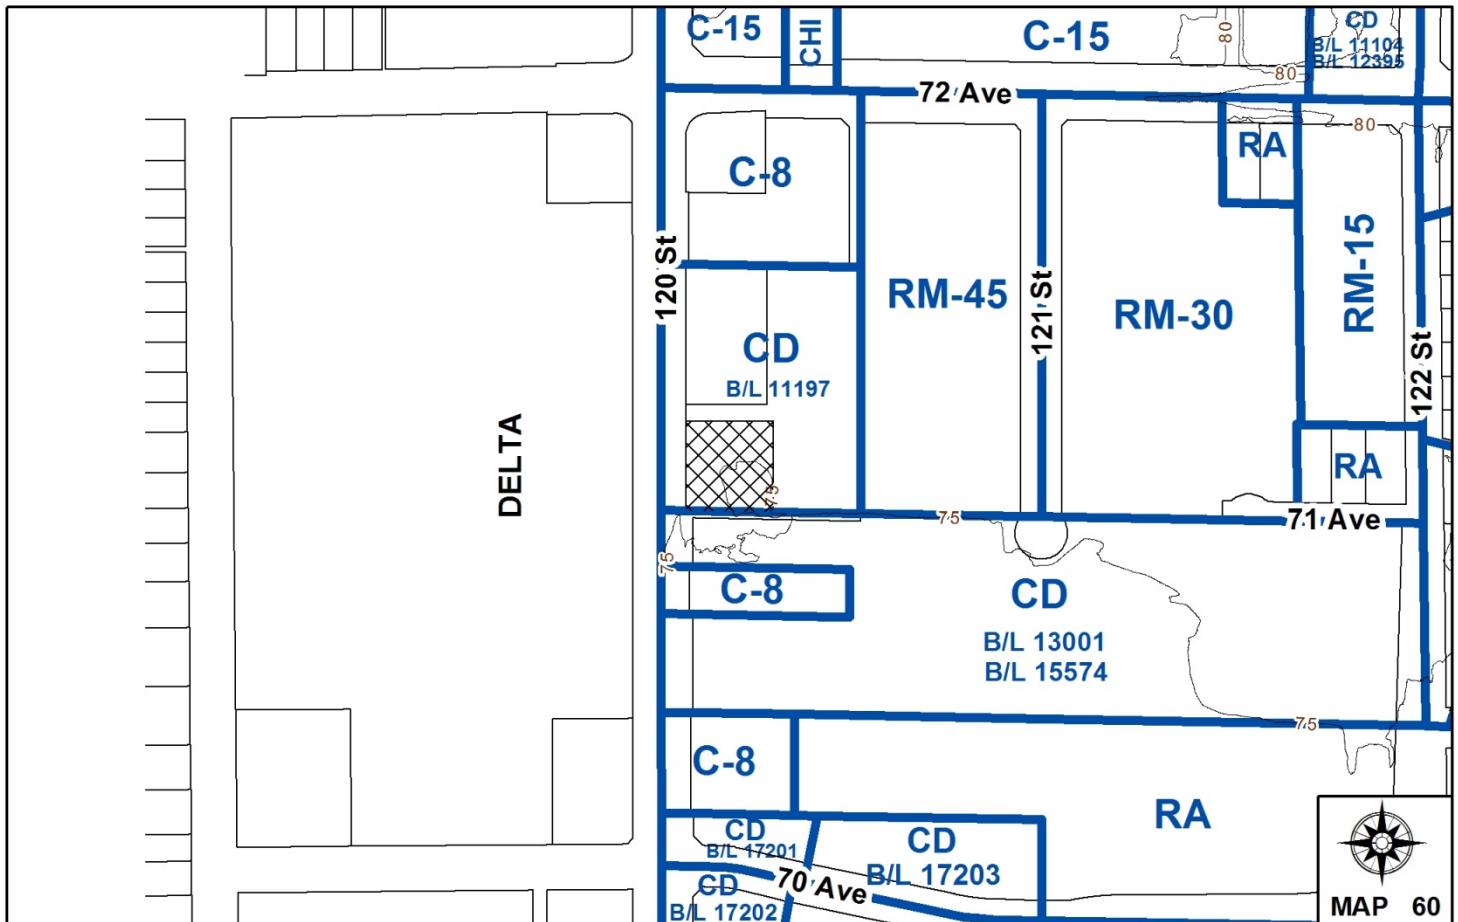 C-15
CHI
C-15
80
CD
B/L 11104
B/L 12395
80
72 Ave
80
C-8
RA
RM-15
120 St
RM-45
121 St
RM-30
122 St
CD
B/L 11197
DELTA
RA
75
75
71 Ave
75
C-8
CD
B/L 13001
B/L 15574
75
C-8
RA
CD
B/L 17201
CD
B/L 17203
70 Ave
CD
B/L 17202
MAP 60